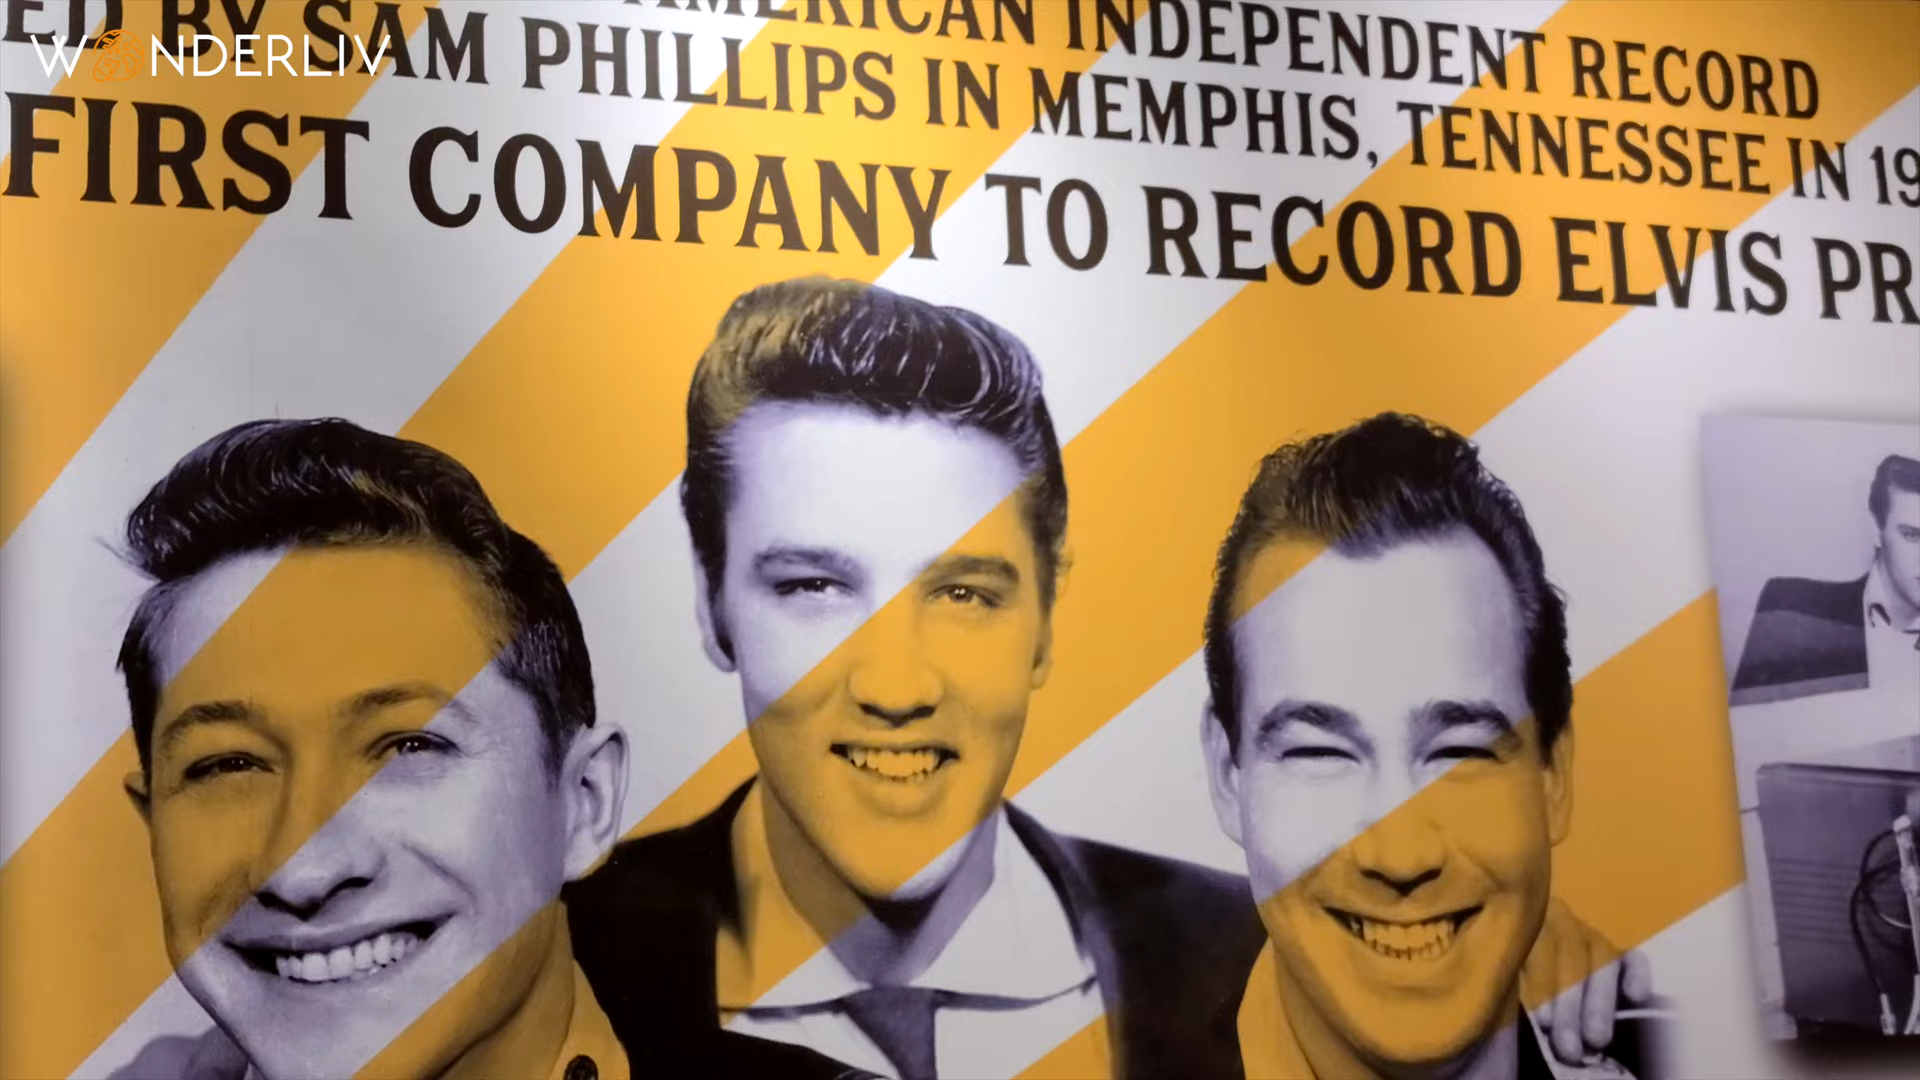 WONDERLIV
AMERICAN INDEPENDENT RECORD
ED BY SAM PHILLIPS IN MEMPHIS, TENNESSEE IN 19
FIRST COMPANY TO RECORD ELVIS PR